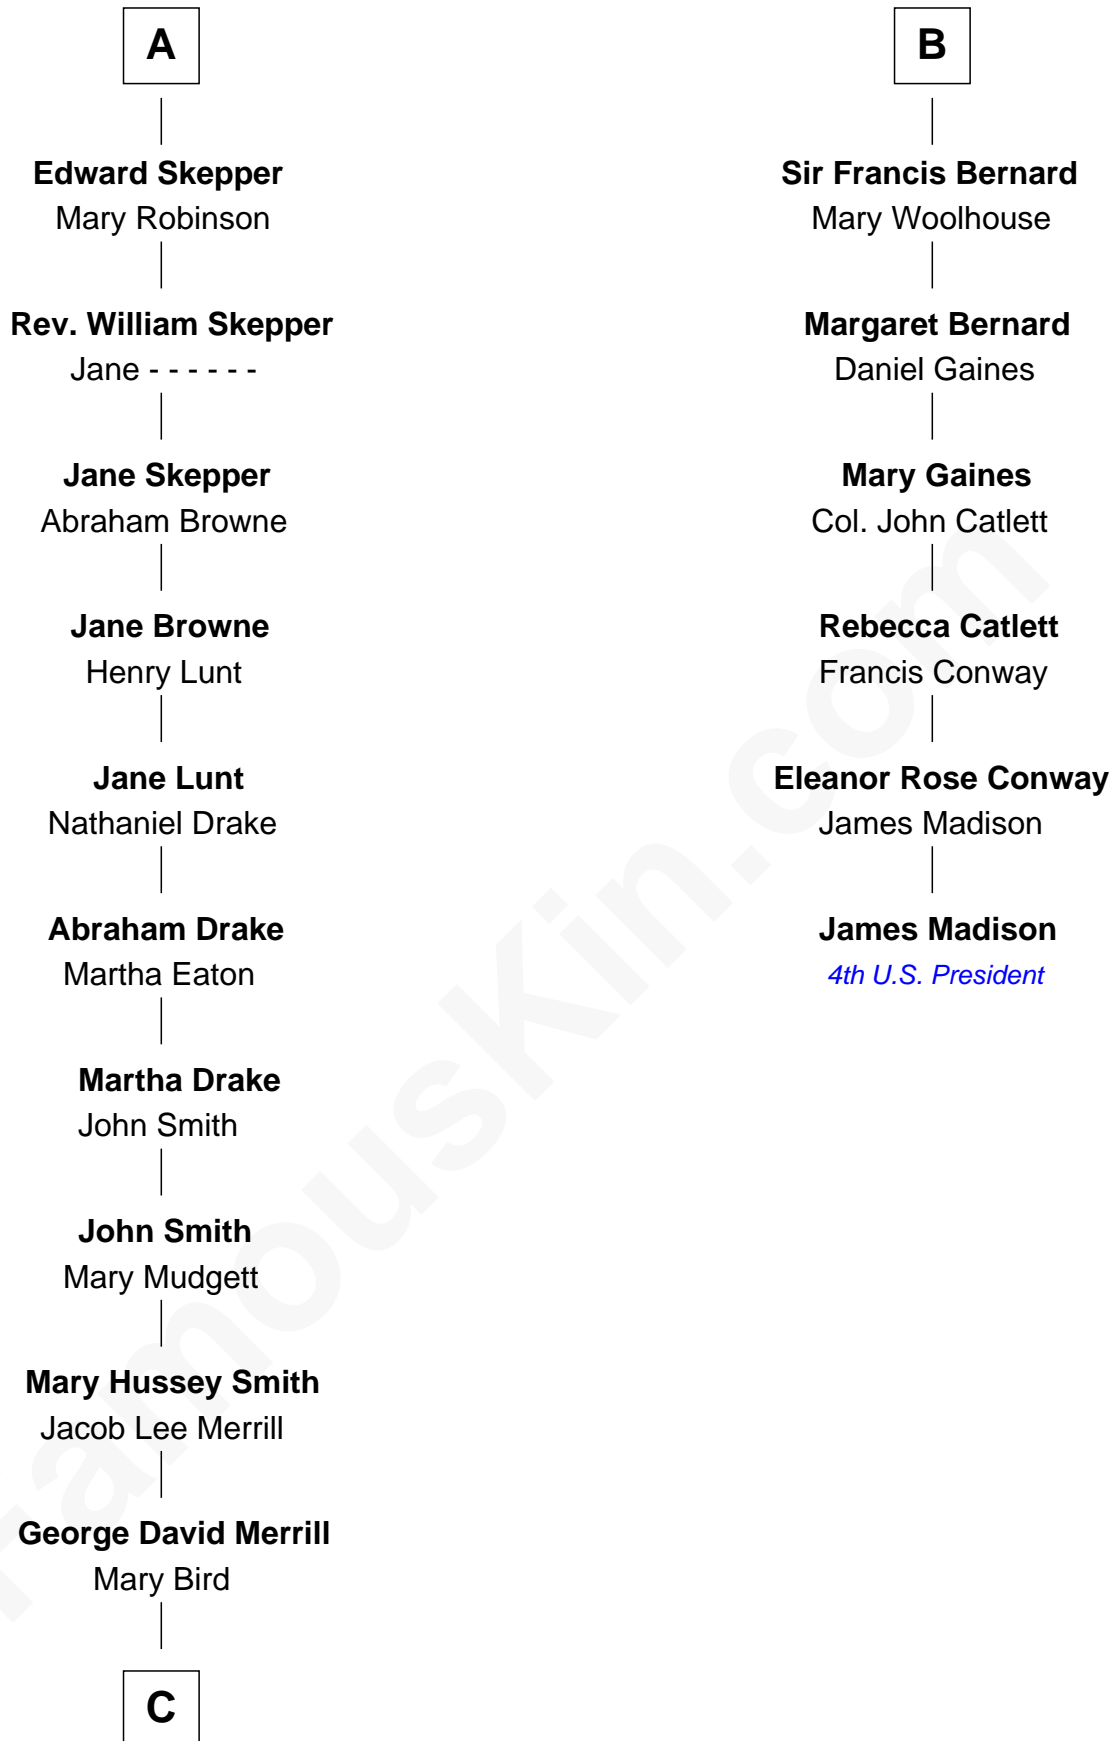 A
Edward Skepper
Mary Robinson
Rev. William Skepper
Jane - - - - - -
Jane Skepper
Abraham Browne
Jane Browne
Henry Lunt
Jane Lunt
Nathaniel Drake
Abraham Drake
Martha Eaton
Martha Drake
John Smith
John Smith
Mary Mudgett
Mary Hussey Smith
Jacob Lee Merrill
George David Merrill
Mary Bird
C
B
Sir Francis Bernard
Mary Woolhouse
Margaret Bernard
Daniel Gaines
Mary Gaines
Col. John Catlett
Rebecca Catlett
Francis Conway
Eleanor Rose Conway
James Madison
James Madison
4th U.S. President
FamousKin.com